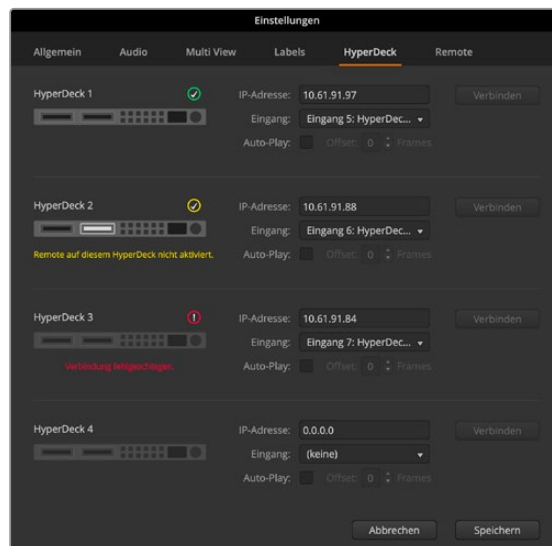 Einstellungen
Allgemein Audio Multi View Labels HyperDeck Remote
HyperDeck 1
IP-Adresse: 10.61.91.97 Verbinden
Eingang: Eingang 5: HyperDec...
Auto-Play: Offset: 0 Frames
HyperDeck 2
IP-Adresse: 10.61.91.88 Verbinden
Eingang: Eingang 6: HyperDec...
Remote auf diesem HyperDeck nicht aktiviert.
Auto-Play: Offset: 0 Frames
HyperDeck 3
IP-Adresse: 10.61.91.84 Verbinden
Eingang: Eingang 7: HyperDec...
Verbindung fehlgeschlagen.
Auto-Play: Offset: 0 Frames
HyperDeck 4
IP-Adresse: 0.0.0.0 Verbinden
Eingang: (keine)
Auto-Play: Offset: 0 Frames
Abbrechen Speichern